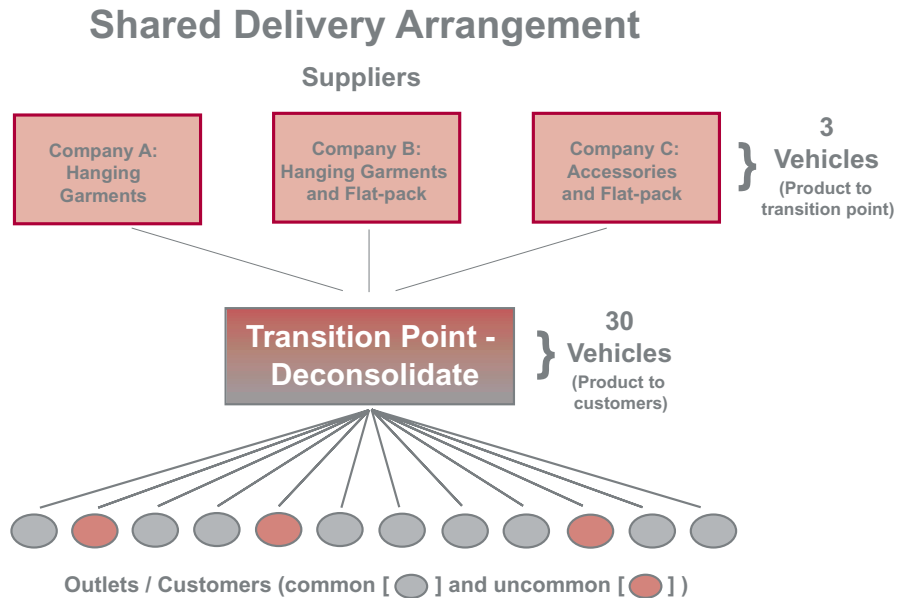 Shared Delivery Arrangement
Suppliers
Company A:
Hanging
Garments
Company B:
Hanging Garments
and Flat-pack
Company C:
Accessories
and Flat-pack
}
3
Vehicles
(Product to
transition point)
Transition Point -
Deconsolidate
}
30
Vehicles
(Product to
customers)
Outlets / Customers (common [ ] and uncommon [ ] )